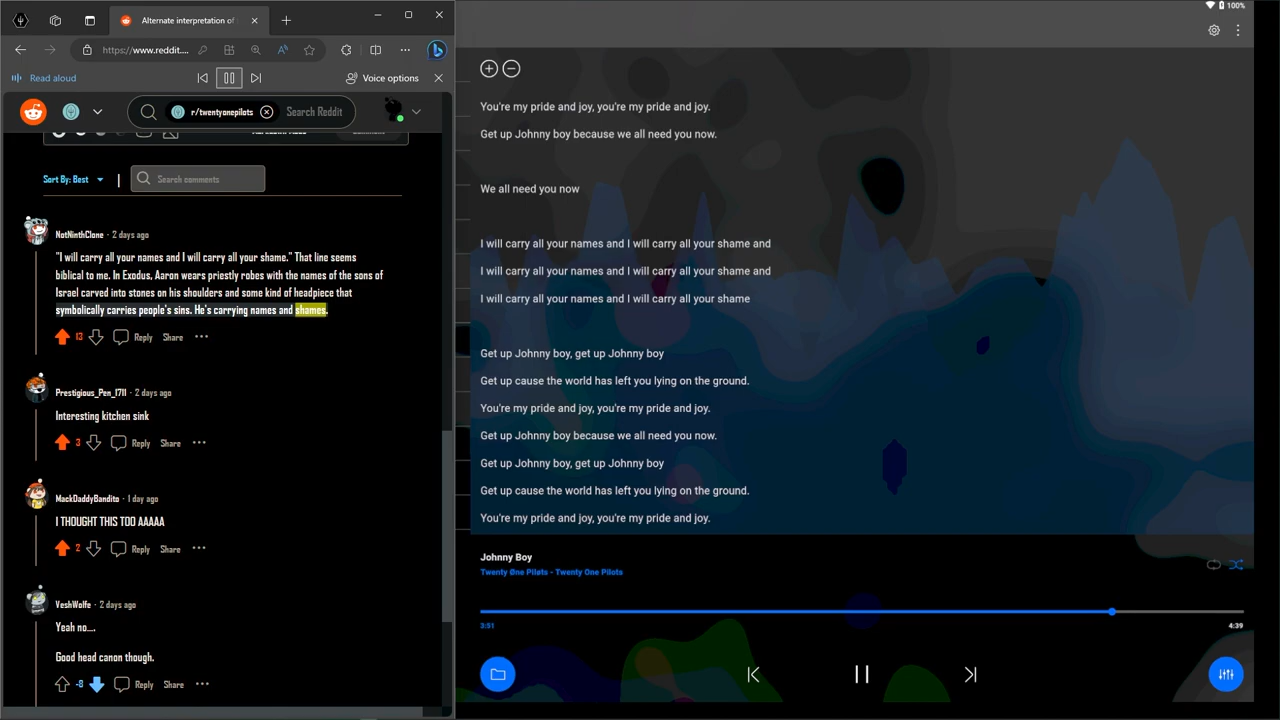 Alternate interpretation of
https://www.reddit....
Read aloud
Voice options
r/twentyonepilots
Search Reddit
Sort By: Best
Search comments
NotNinthClone · 2 days ago
"I will carry all your names and I will carry all your shame." That line seems
biblical to me. In Exodus, Aaron wears priestly robes with the names of the sons of
Israel carved into stones on his shoulders and some kind of headpiece that
symbolically carries people's sins. He's carrying names and shames.
13 Reply Share
Prestigious_Pen_1711 · 2 days ago
Interesting kitchen sink
3 Reply Share
MackDaddyBandito · 1 day ago
I THOUGHT THIS TOO AAAAA
2 Reply Share
VeshWolfe · 2 days ago
Yeah no....
Good head canon though.
-8 Reply Share
100%
You're my pride and joy, you're my pride and joy.
Get up Johnny boy because we all need you now.
We all need you now
I will carry all your names and I will carry all your shame and
I will carry all your names and I will carry all your shame and
I will carry all your names and I will carry all your shame
Get up Johnny boy, get up Johnny boy
Get up cause the world has left you lying on the ground.
You're my pride and joy, you're my pride and joy.
Get up Johnny boy because we all need you now.
Get up Johnny boy, get up Johnny boy
Get up cause the world has left you lying on the ground.
You're my pride and joy, you're my pride and joy.
Johnny Boy
Twenty Øne Piløts - Twenty One Pilots
3:51
4:39